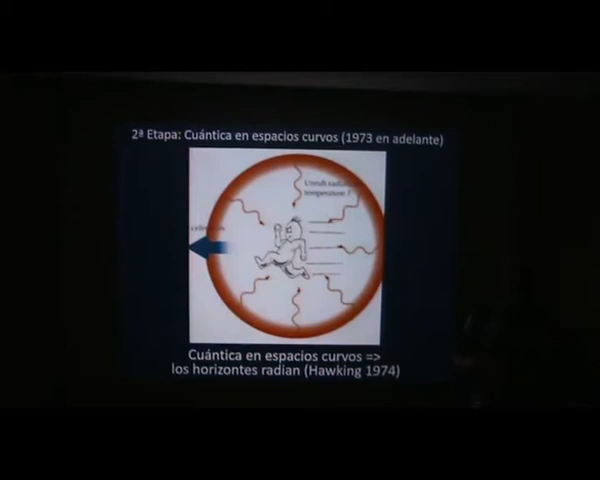 2ª Etapa: Cuántica en espacios curvos (1973 en adelante)
Unruh
temperature
Cuántica en espacios curvos =>
los horizontes radian (Hawking 1974)